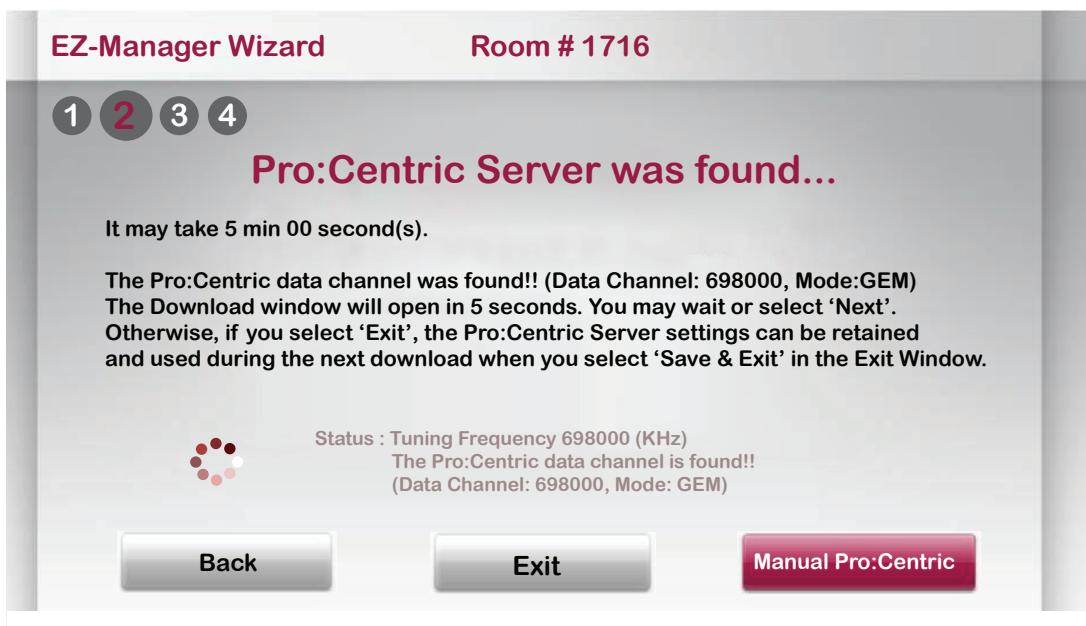 EZ-Manager Wizard Room # 1716
1 2 3 4
Pro:Centric Server was found...
It may take 5 min 00 second(s).
The Pro:Centric data channel was found!! (Data Channel: 698000, Mode:GEM)
The Download window will open in 5 seconds. You may wait or select ‘Next’.
Otherwise, if you select ‘Exit’, the Pro:Centric Server settings can be retained
and used during the next download when you select ‘Save & Exit’ in the Exit Window.
Status : Tuning Frequency 698000 (KHz)
The Pro:Centric data channel is found!!
(Data Channel: 698000, Mode: GEM)
Back Exit Manual Pro:Centric